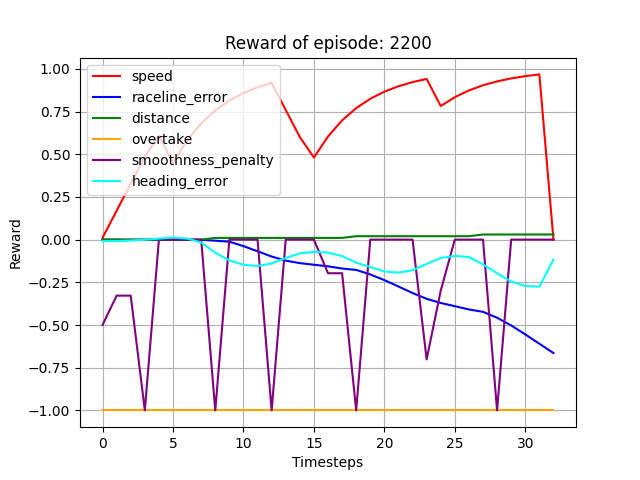 Reward of episode: 2200
1.00
0.75
0.50
0.25
0.00
−0.25
−0.50
−0.75
−1.00
Reward
speed
raceline_error
distance
overtake
smoothness_penalty
heading_error
0 5 10 15 20 25 30
Timesteps